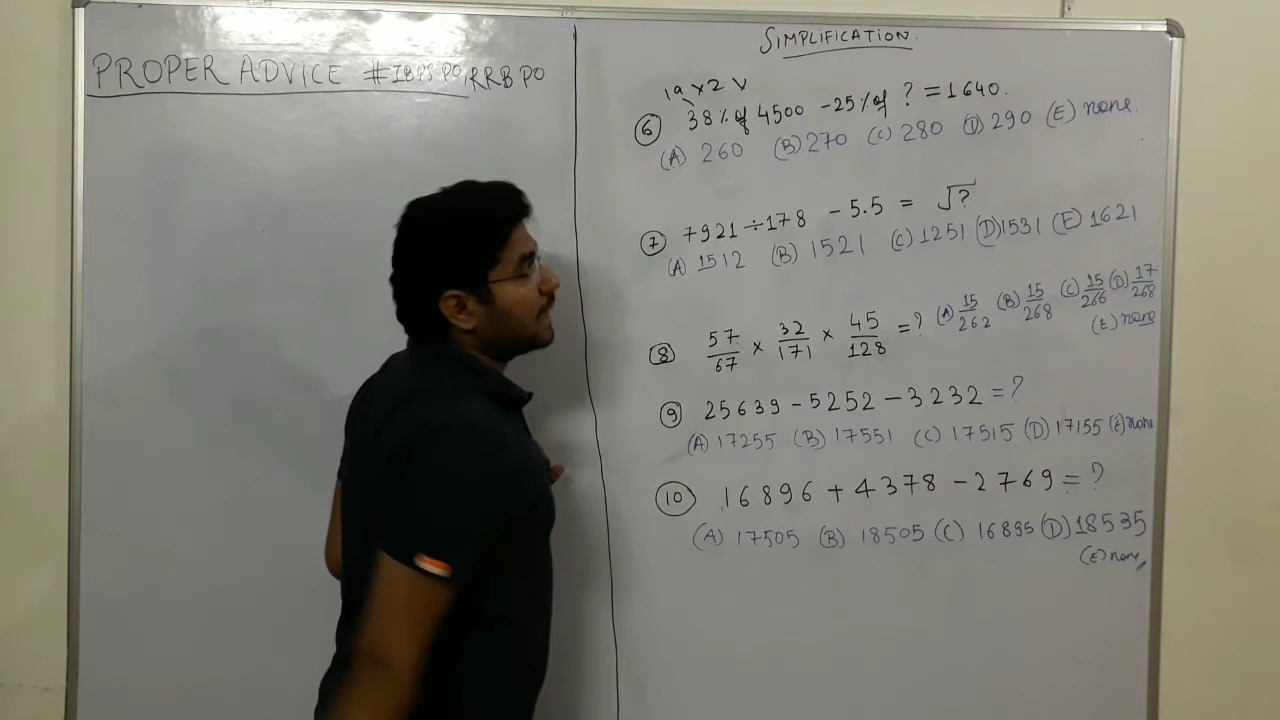 PROPER ADVICE #IBPS PO, RRB PO
SIMPLIFICATION.
19 x 2
6 38% of 4500 - 25% of ? = 1640.
(A) 260 (B) 270 (C) 280 (D) 290 (E) none.
7 7921 ÷ 178 - 5.5 = √?
(A) 1512 (B) 1521 (C) 1251 (D) 1531 (E) 1621
8 57/67 x 32/171 x 45/128 = ? (A) 15/262 (B) 15/268 (C) 15/266 (D) 17/268
(E) none
9 25639 - 5252 - 3232 = ?
(A) 17255 (B) 17551 (C) 17515 (D) 17155 (E) none
10 16896 + 4378 - 2769 = ?
(A) 17505 (B) 18505 (C) 16895 (D) 18535
(E) none